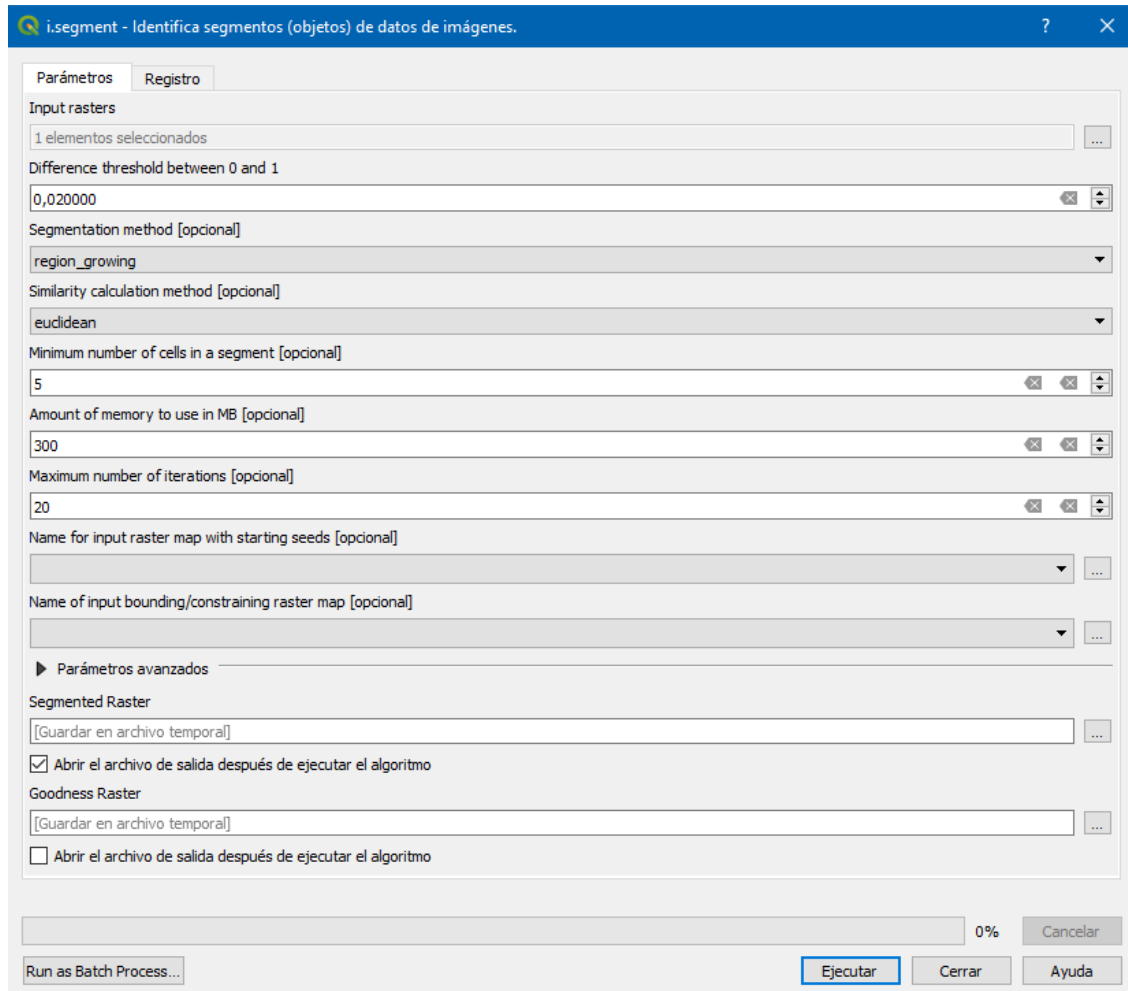 i.segment - Identifica segmentos (objetos) de datos de imágenes.
Parámetros
Registro
Input rasters
1 elementos seleccionados
...
Difference threshold between 0 and 1
0,020000
Segmentation method [opcional]
region_growing
Similarity calculation method [opcional]
euclidean
Minimum number of cells in a segment [opcional]
5
Amount of memory to use in MB [opcional]
300
Maximum number of iterations [opcional]
20
Name for input raster map with starting seeds [opcional]
...
Name of input bounding/constraining raster map [opcional]
...
Parámetros avanzados
Segmented Raster
[Guardar en archivo temporal]
...
Abrir el archivo de salida después de ejecutar el algoritmo
Goodness Raster
[Guardar en archivo temporal]
...
Abrir el archivo de salida después de ejecutar el algoritmo
0%
Cancelar
Run as Batch Process...
Ejecutar
Cerrar
Ayuda